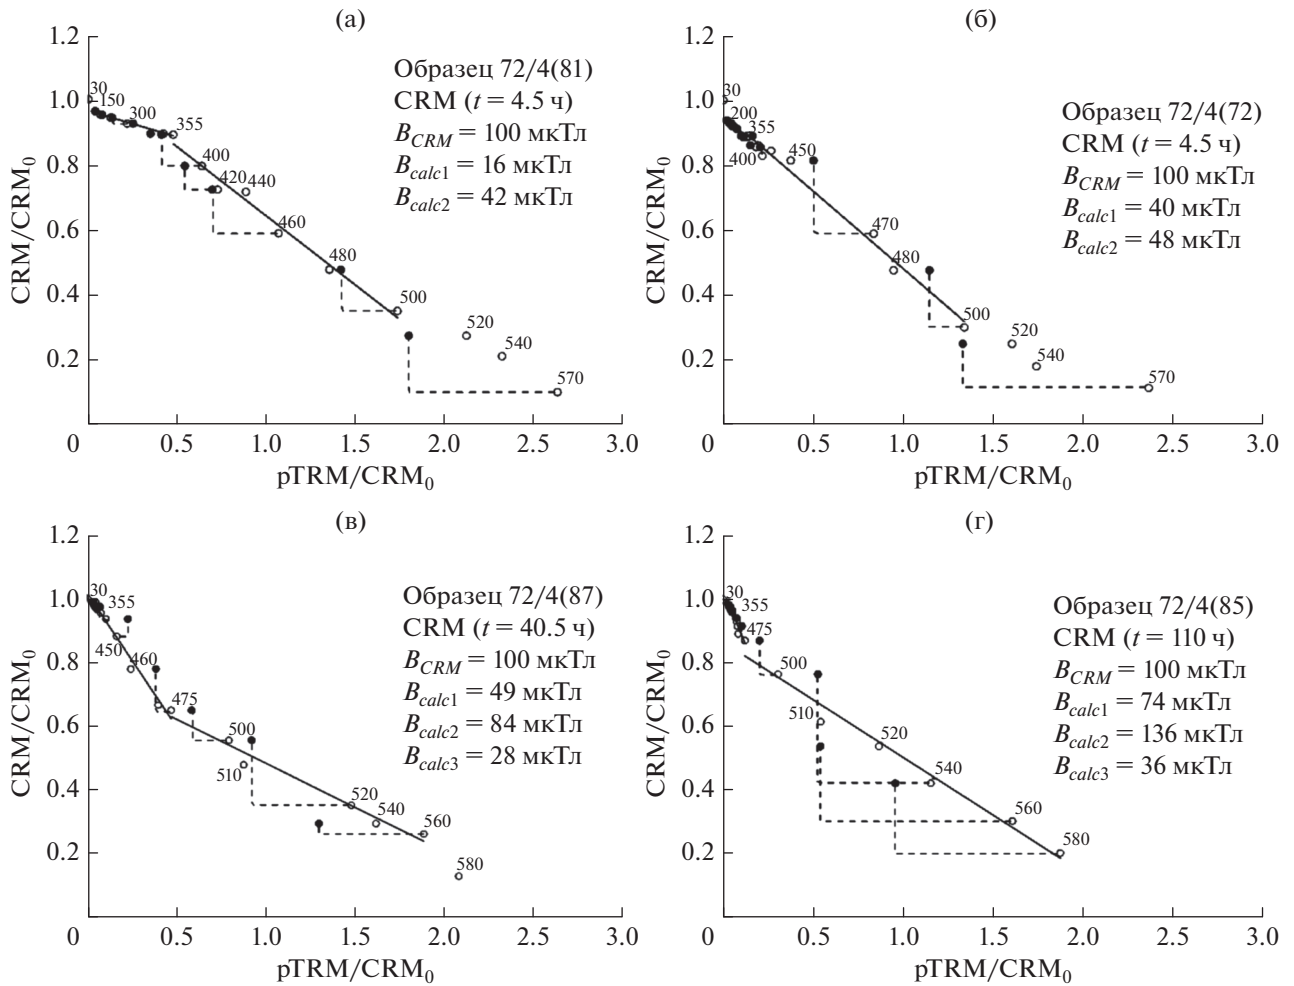 (а)
1.2
1.0
0.8
0.6
0.4
0.2
0
0.5
1.0
1.5
2.0
2.5
3.0
CRM/CRM₀
pTRM/CRM₀
30
150
300
355
400
420
440
460
480
500
520
540
570
Образец 72/4(81)
CRM (t = 4.5 ч)
B_CRM = 100 мкТл
B_calc1 = 16 мкТл
B_calc2 = 42 мкТл
(б)
1.2
1.0
0.8
0.6
0.4
0.2
0
0.5
1.0
1.5
2.0
2.5
3.0
CRM/CRM₀
pTRM/CRM₀
30
200
355
400
450
470
480
500
520
540
570
Образец 72/4(72)
CRM (t = 4.5 ч)
B_CRM = 100 мкТл
B_calc1 = 40 мкТл
B_calc2 = 48 мкТл
(в)
1.2
1.0
0.8
0.6
0.4
0.2
0
0.5
1.0
1.5
2.0
2.5
3.0
CRM/CRM₀
pTRM/CRM₀
30
355
450
460
475
500
510
520
540
560
580
Образец 72/4(87)
CRM (t = 40.5 ч)
B_CRM = 100 мкТл
B_calc1 = 49 мкТл
B_calc2 = 84 мкТл
B_calc3 = 28 мкТл
(г)
1.2
1.0
0.8
0.6
0.4
0.2
0
0.5
1.0
1.5
2.0
2.5
3.0
CRM/CRM₀
pTRM/CRM₀
30
355
475
500
510
520
540
560
580
Образец 72/4(85)
CRM (t = 110 ч)
B_CRM = 100 мкТл
B_calc1 = 74 мкТл
B_calc2 = 136 мкТл
B_calc3 = 36 мкТл